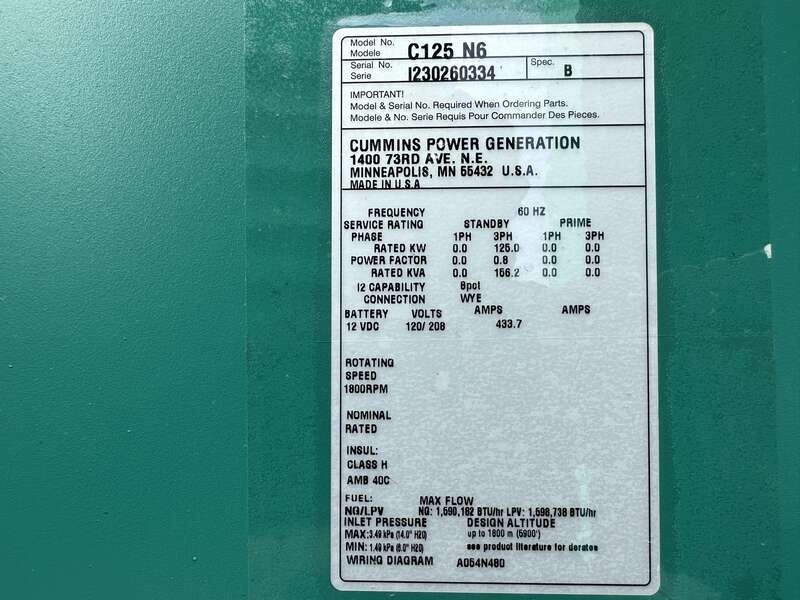 Model No. C125 N6
Modele
Serial No. I230260334 Spec. B
Serie
IMPORTANT!
Model & Serial No. Required When Ordering Parts.
Modele & No. Serie Requis Pour Commander Des Pieces.
CUMMINS POWER GENERATION
1400 73RD AVE. N.E.
MINNEAPOLIS, MN 55432 U.S.A.
MADE IN U.S.A
FREQUENCY 60 HZ
SERVICE RATING STANDBY PRIME
PHASE 1PH 3PH 1PH 3PH
RATED KW 0.0 125.0 0.0 0.0
POWER FACTOR 0.0 0.8 0.0 0.0
RATED KVA 0.0 156.2 0.0 0.0
I2 CAPABILITY 8pct
CONNECTION WYE
BATTERY VOLTS AMPS AMPS
12 VDC 120/ 208 433.7
ROTATING
SPEED
1800RPM
NOMINAL
RATED
INSUL:
CLASS H
AMB 40C
FUEL: MAX FLOW
NG/LPV NG: 1,590,182 BTU/hr LPV: 1,598,738 BTU/hr
INLET PRESSURE DESIGN ALTITUDE
MAX: 3.49 kPa (14.0" H20) up to 1800 m (5900')
MIN: 1.49 kPa (6.0" H20) see product literature for derates
WIRING DIAGRAM A054N480